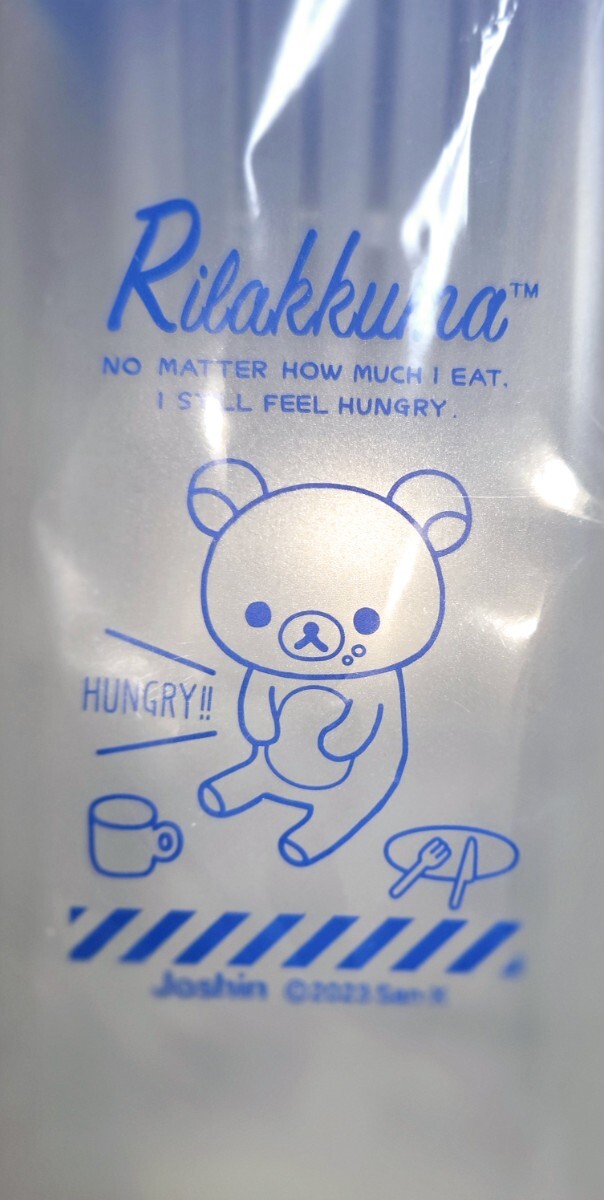 Rilakkuma™
NO MATTER HOW MUCH I EAT.
I STILL FEEL HUNGRY.
HUNGRY!!
Joshin ©2023 San-X